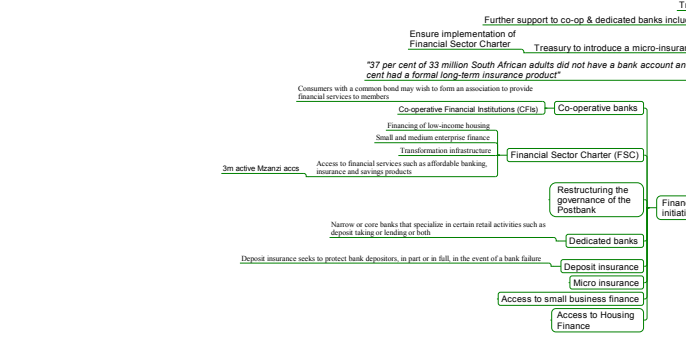 Tr
Further support to co-op & dedicated banks inclu
Ensure implementation of
Financial Sector Charter
Treasury to introduce a micro-insurar
"37 per cent of 33 million South African adults did not have a bank account an
cent had a formal long-term insurance product"
Consumers with a common bond may wish to form an association to provide
financial services to members
Co-operative Financial Institutions (CFIs)
Co-operative banks
Financing of low-income housing
Small and medium enterprise finance
Transformation infrastructure
3m active Mzanzi accs
Access to financial services such as affordable banking,
insurance and savings products
Financial Sector Charter (FSC)
Restructuring the
governance of the
Postbank
Financ
initiati
Narrow or core banks that specialize in certain retail activities such as
deposit taking or lending or both
Dedicated banks
Deposit insurance seeks to protect bank depositors, in part or in full, in the event of a bank failure
Deposit insurance
Micro insurance
Access to small business finance
Access to Housing
Finance